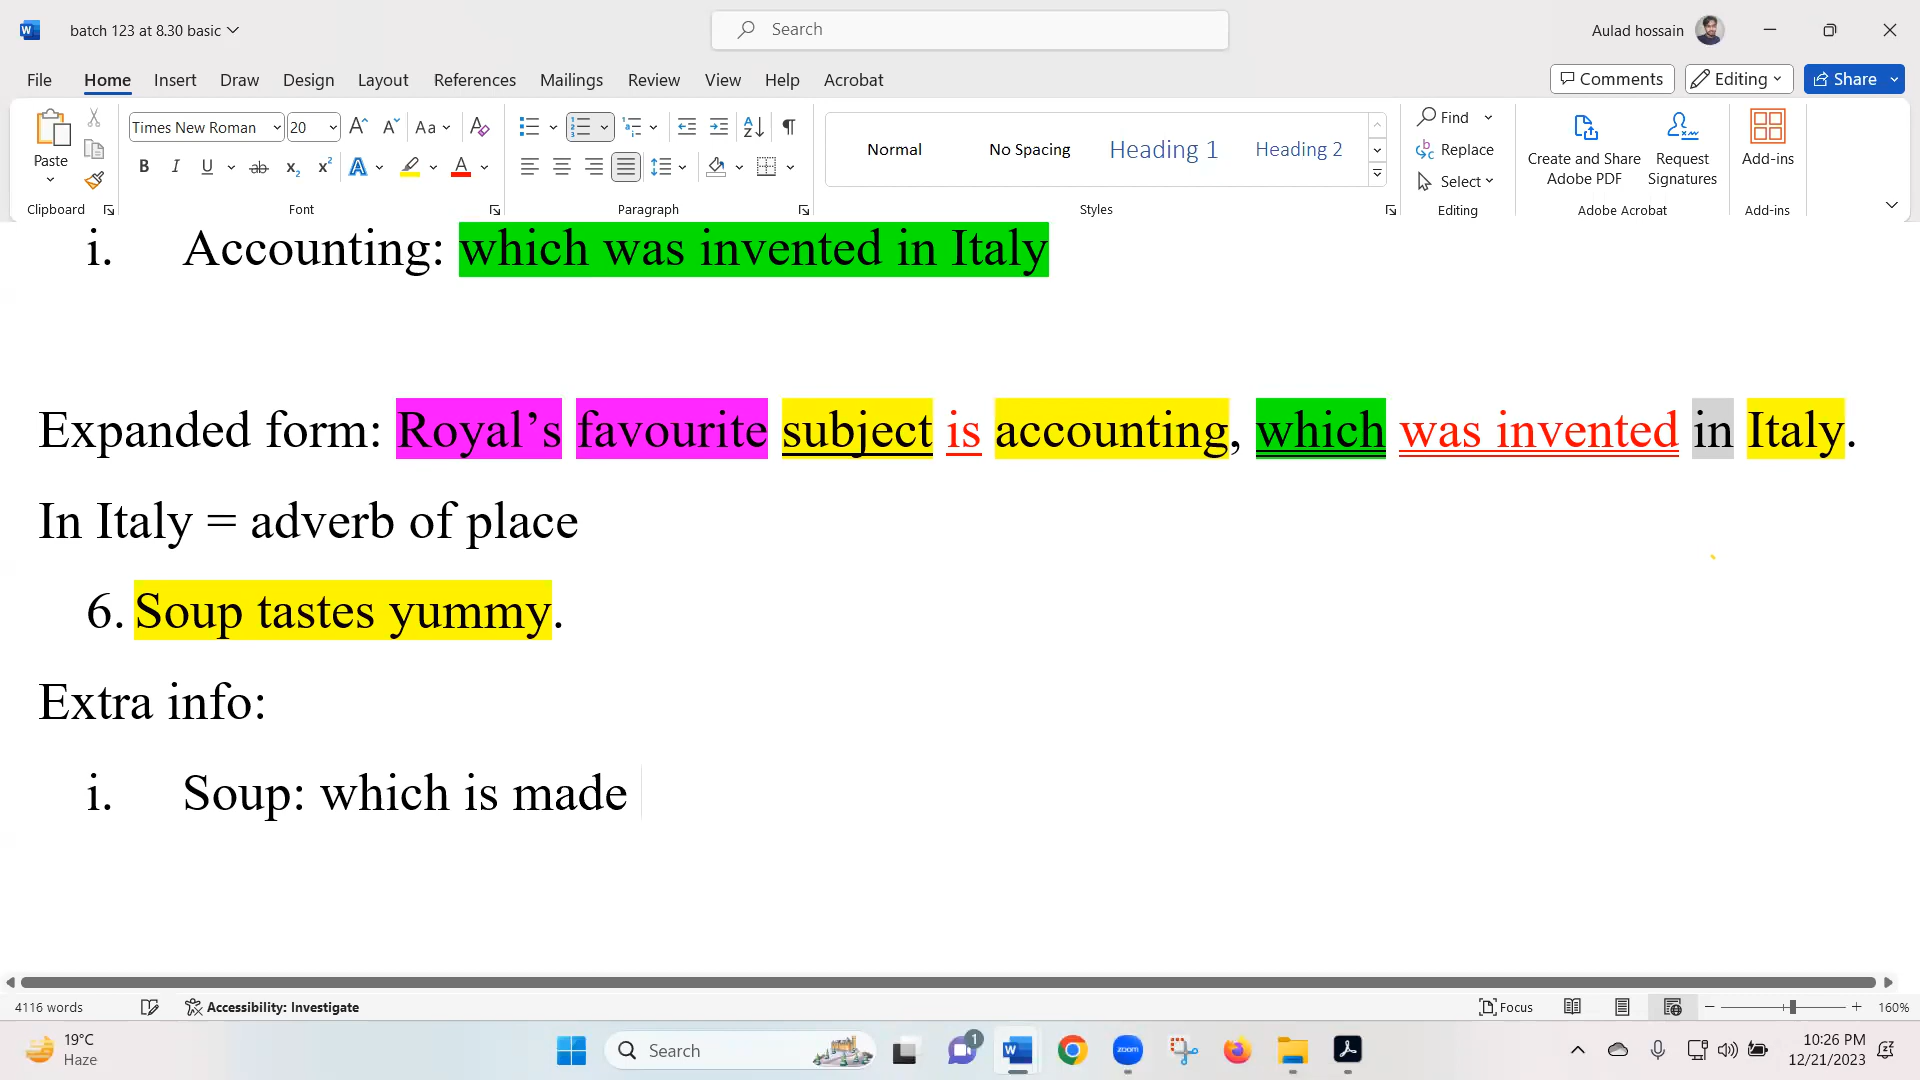 batch 123 at 8.30 basic
Search
Aulad hossain
File Home Insert Draw Design Layout References Mailings Review View Help Acrobat
Comments Editing Share
Paste
Clipboard
Times New Roman 20
Font
Paragraph
Normal No Spacing Heading 1 Heading 2
Styles
Find
Replace
Select
Editing
Create and Share Adobe PDF
Request Signatures
Adobe Acrobat
Add-ins
Add-ins
i. Accounting: which was invented in Italy
Expanded form: Royal’s favourite subject is accounting, which was invented in Italy.
In Italy = adverb of place
6. Soup tastes yummy.
Extra info:
i. Soup: which is made
4116 words Accessibility: Investigate Focus 160%
19°C
Haze
Search
1
zoom
10:26 PM
12/21/2023